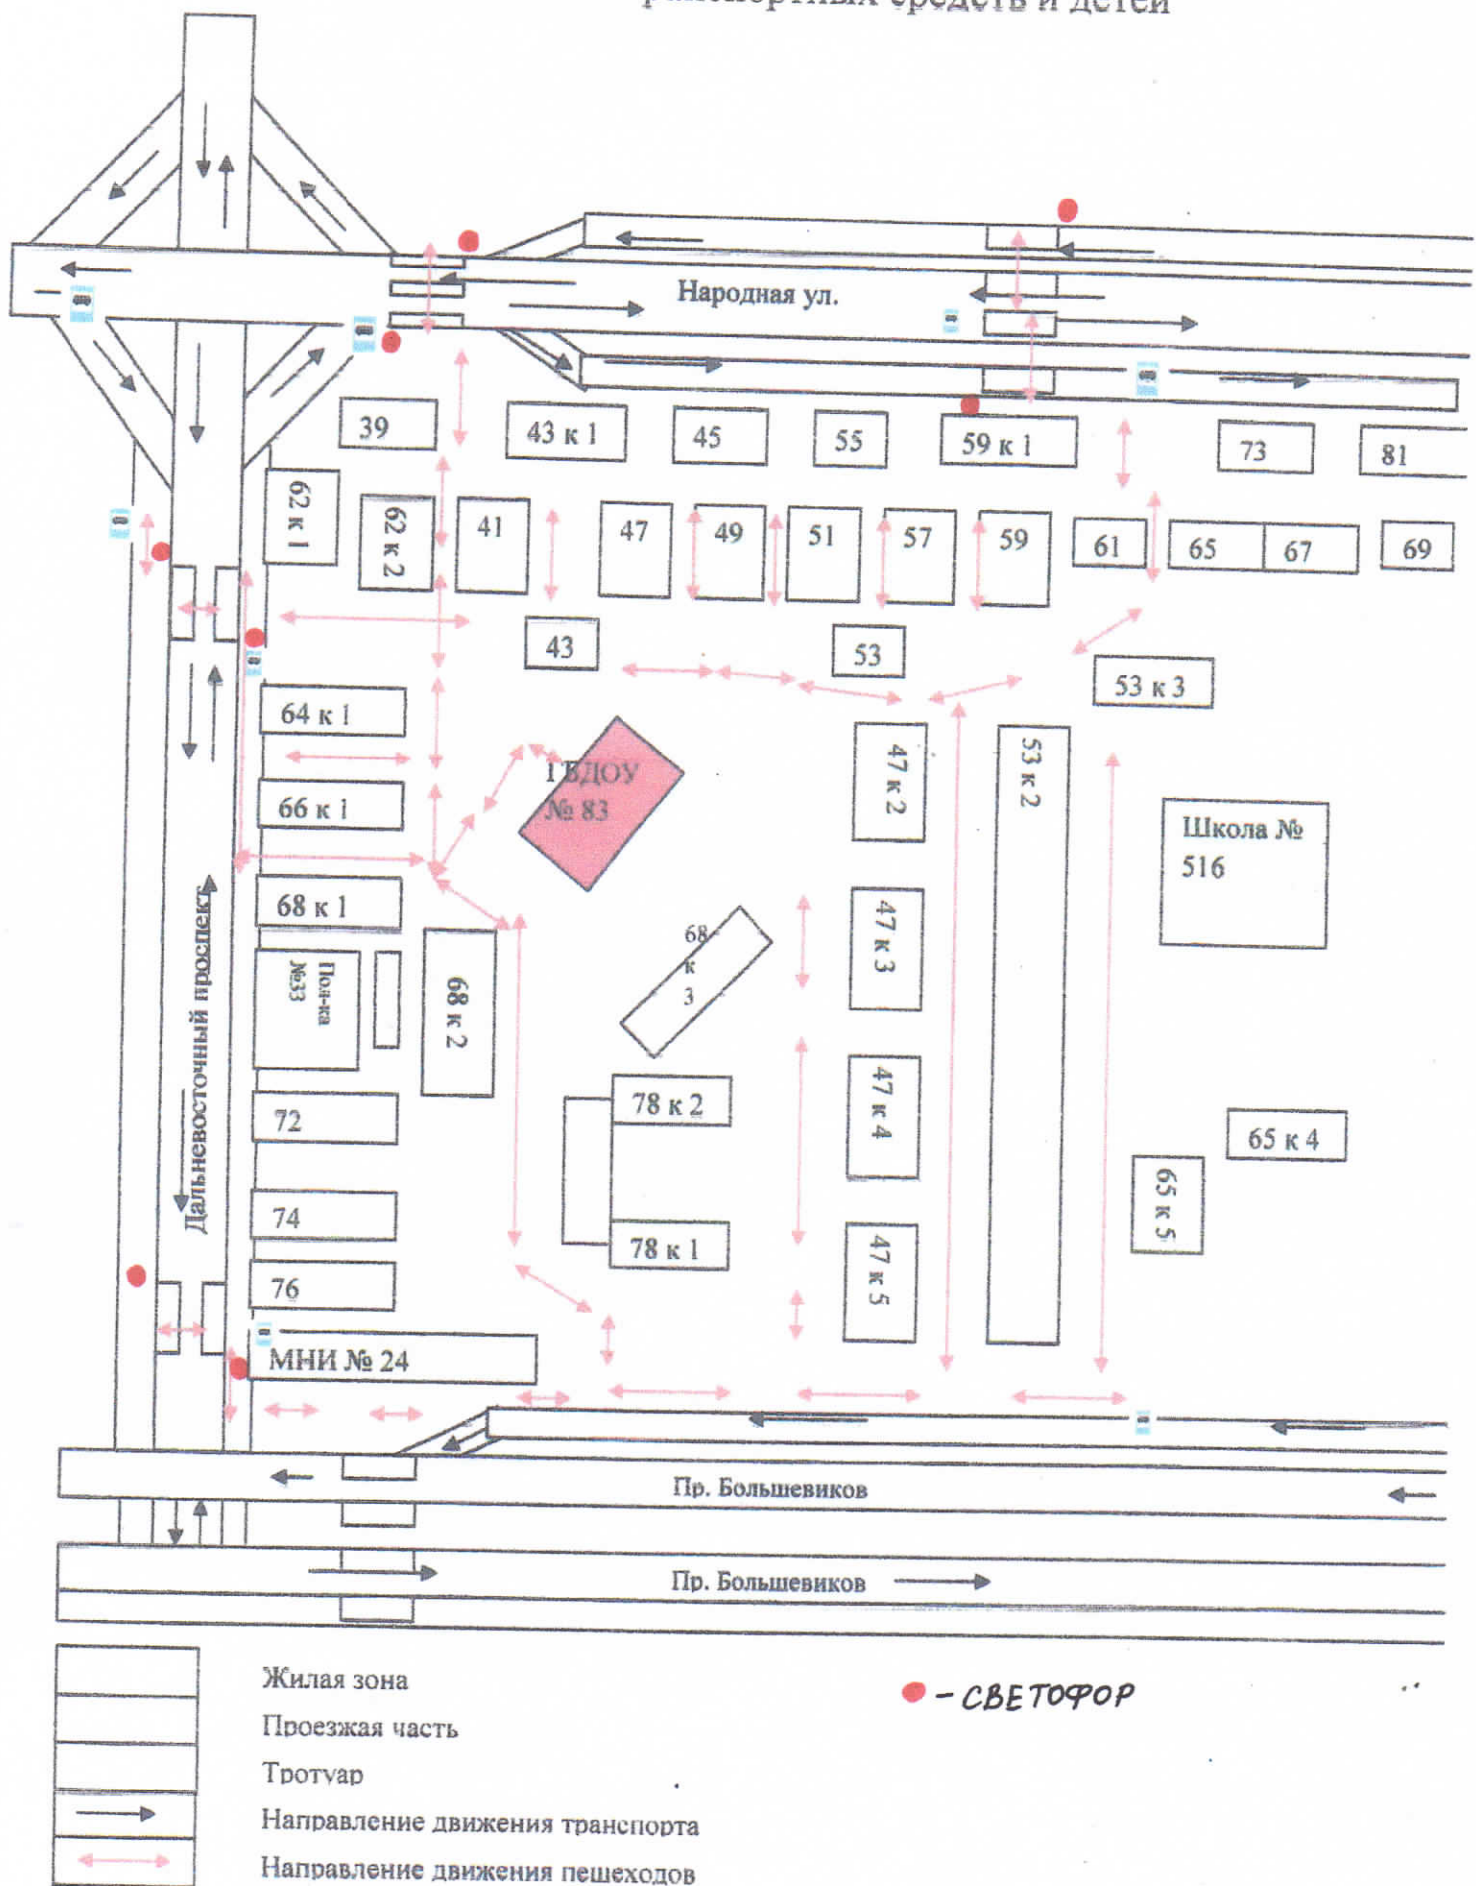 средств и детей
Народная ул.
39
43 к 1
45
55
59 к 1
73
81
62 к 1
62 к 2
41
47
49
51
57
59
61
65
67
69
43
53
53 к 3
64 к 1
66 к 1
68 к 1
ГБДОУ
№ 83
47 к 2
53 к 2
Школа №
516
Дальневосточный проспект
Пол-ка
№33
68 к 2
68
к
3
47 к 3
72
78 к 2
47 к 4
65 к 4
65 к 5
74
78 к 1
47 к 5
76
МНИ № 24
Пр. Большевиков
Пр. Большевиков
Жилая зона
Проезжая часть
Тротуар
Направление движения транспорта
Направление движения пешеходов
- СВЕТОФОР